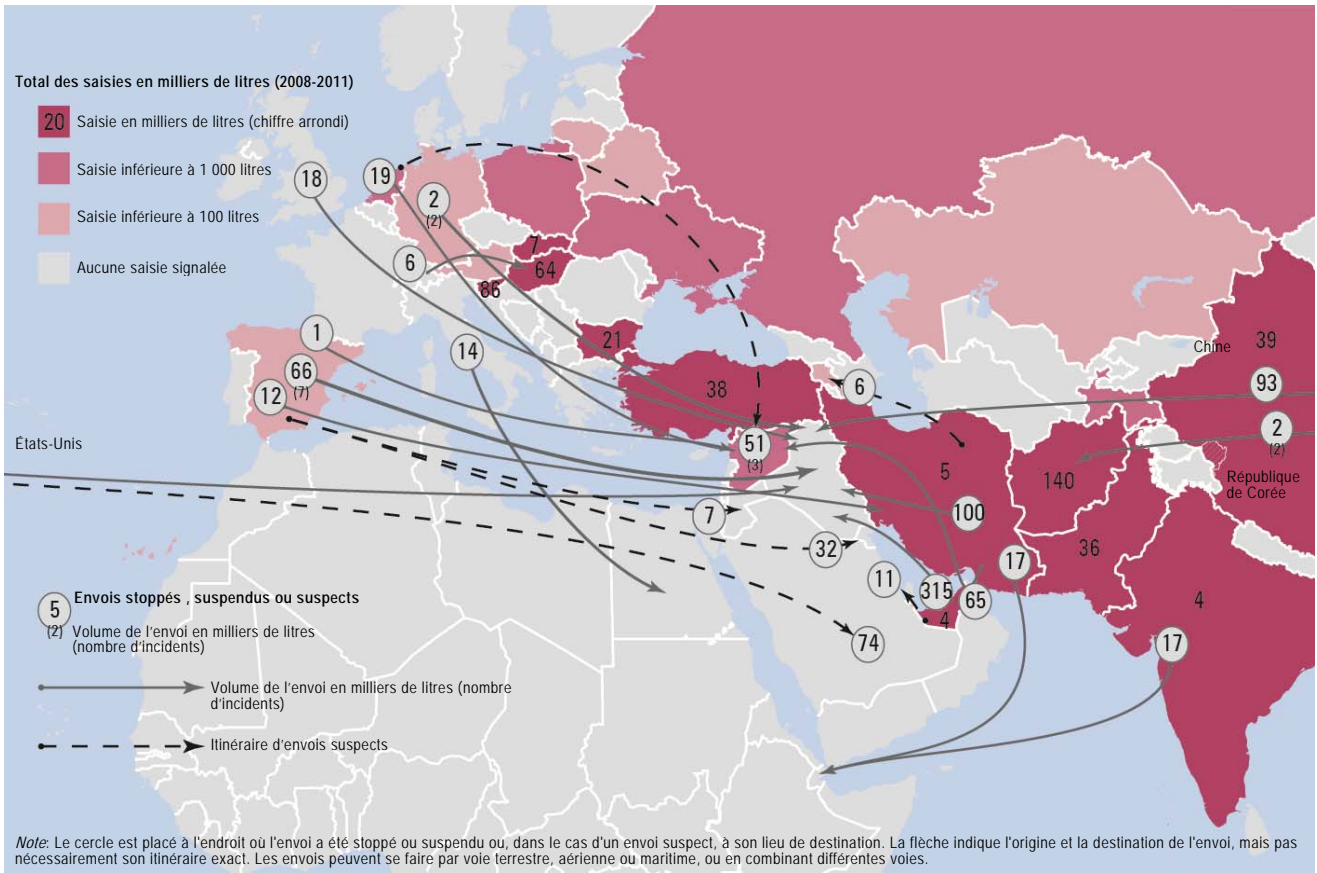 Total des saisies en milliers de litres (2008-2011)
20 Saisie en milliers de litres (chiffre arrondi)
Saisie inférieure à 1 000 litres
Saisie inférieure à 100 litres
Aucune saisie signalée
18
19
2
(2)
6
7
64
86
21
1
66
(7)
12
14
38
51
(3)
6
5
100
140
36
39
Chine
93
2
(2)
République
de Corée
4
17
17
États-Unis
7
32
11
315
65
4
74
5 Envois stoppés , suspendus ou suspects
(2) Volume de l'envoi en milliers de litres
(nombre d'incidents)
Volume de l'envoi en milliers de litres (nombre
d'incidents)
Itinéraire d'envois suspects
Note: Le cercle est placé à l'endroit où l'envoi a été stoppé ou suspendu ou, dans le cas d'un envoi suspect, à son lieu de destination. La flèche indique l'origine et la destination de l'envoi, mais pas
nécessairement son itinéraire exact. Les envois peuvent se faire par voie terrestre, aérienne ou maritime, ou en combinant différentes voies.